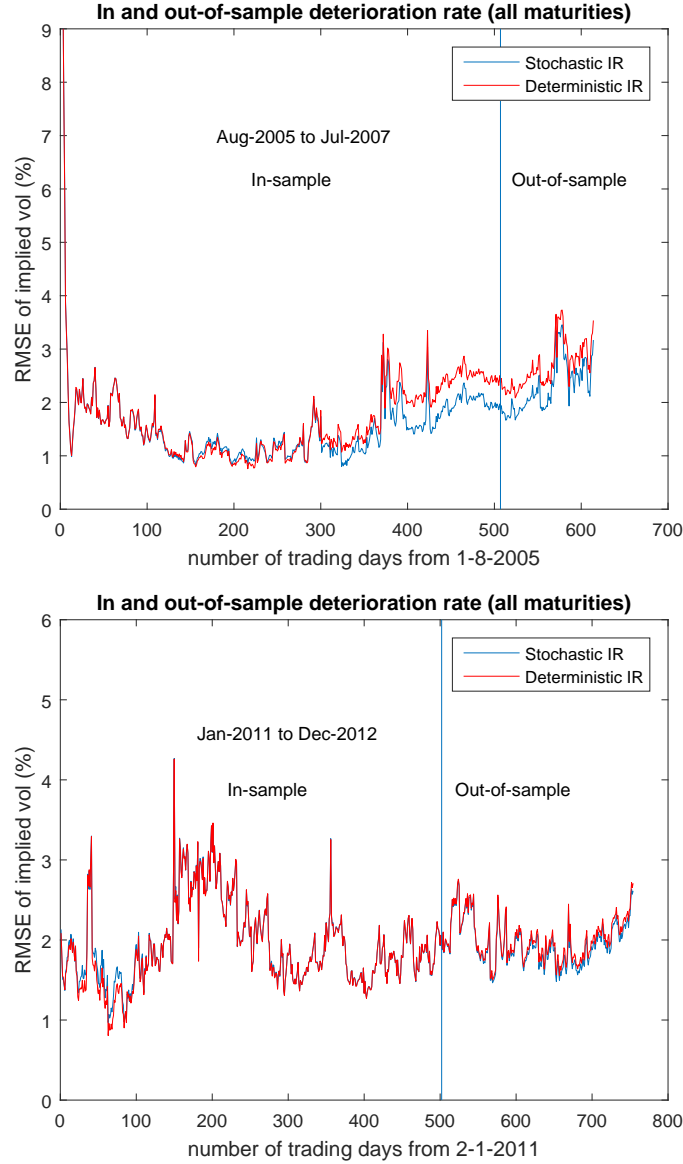 In and out-of-sample deterioration rate (all maturities)
9
8
7
6
5
4
3
2
1
0
RMSE of implied vol (%)
Stochastic IR
Deterministic IR
Aug-2005 to Jul-2007
In-sample
Out-of-sample
0 100 200 300 400 500 600 700
number of trading days from 1-8-2005
In and out-of-sample deterioration rate (all maturities)
6
5
4
3
2
1
0
RMSE of implied vol (%)
Stochastic IR
Deterministic IR
Jan-2011 to Dec-2012
In-sample
Out-of-sample
0 100 200 300 400 500 600 700 800
number of trading days from 2-1-2011